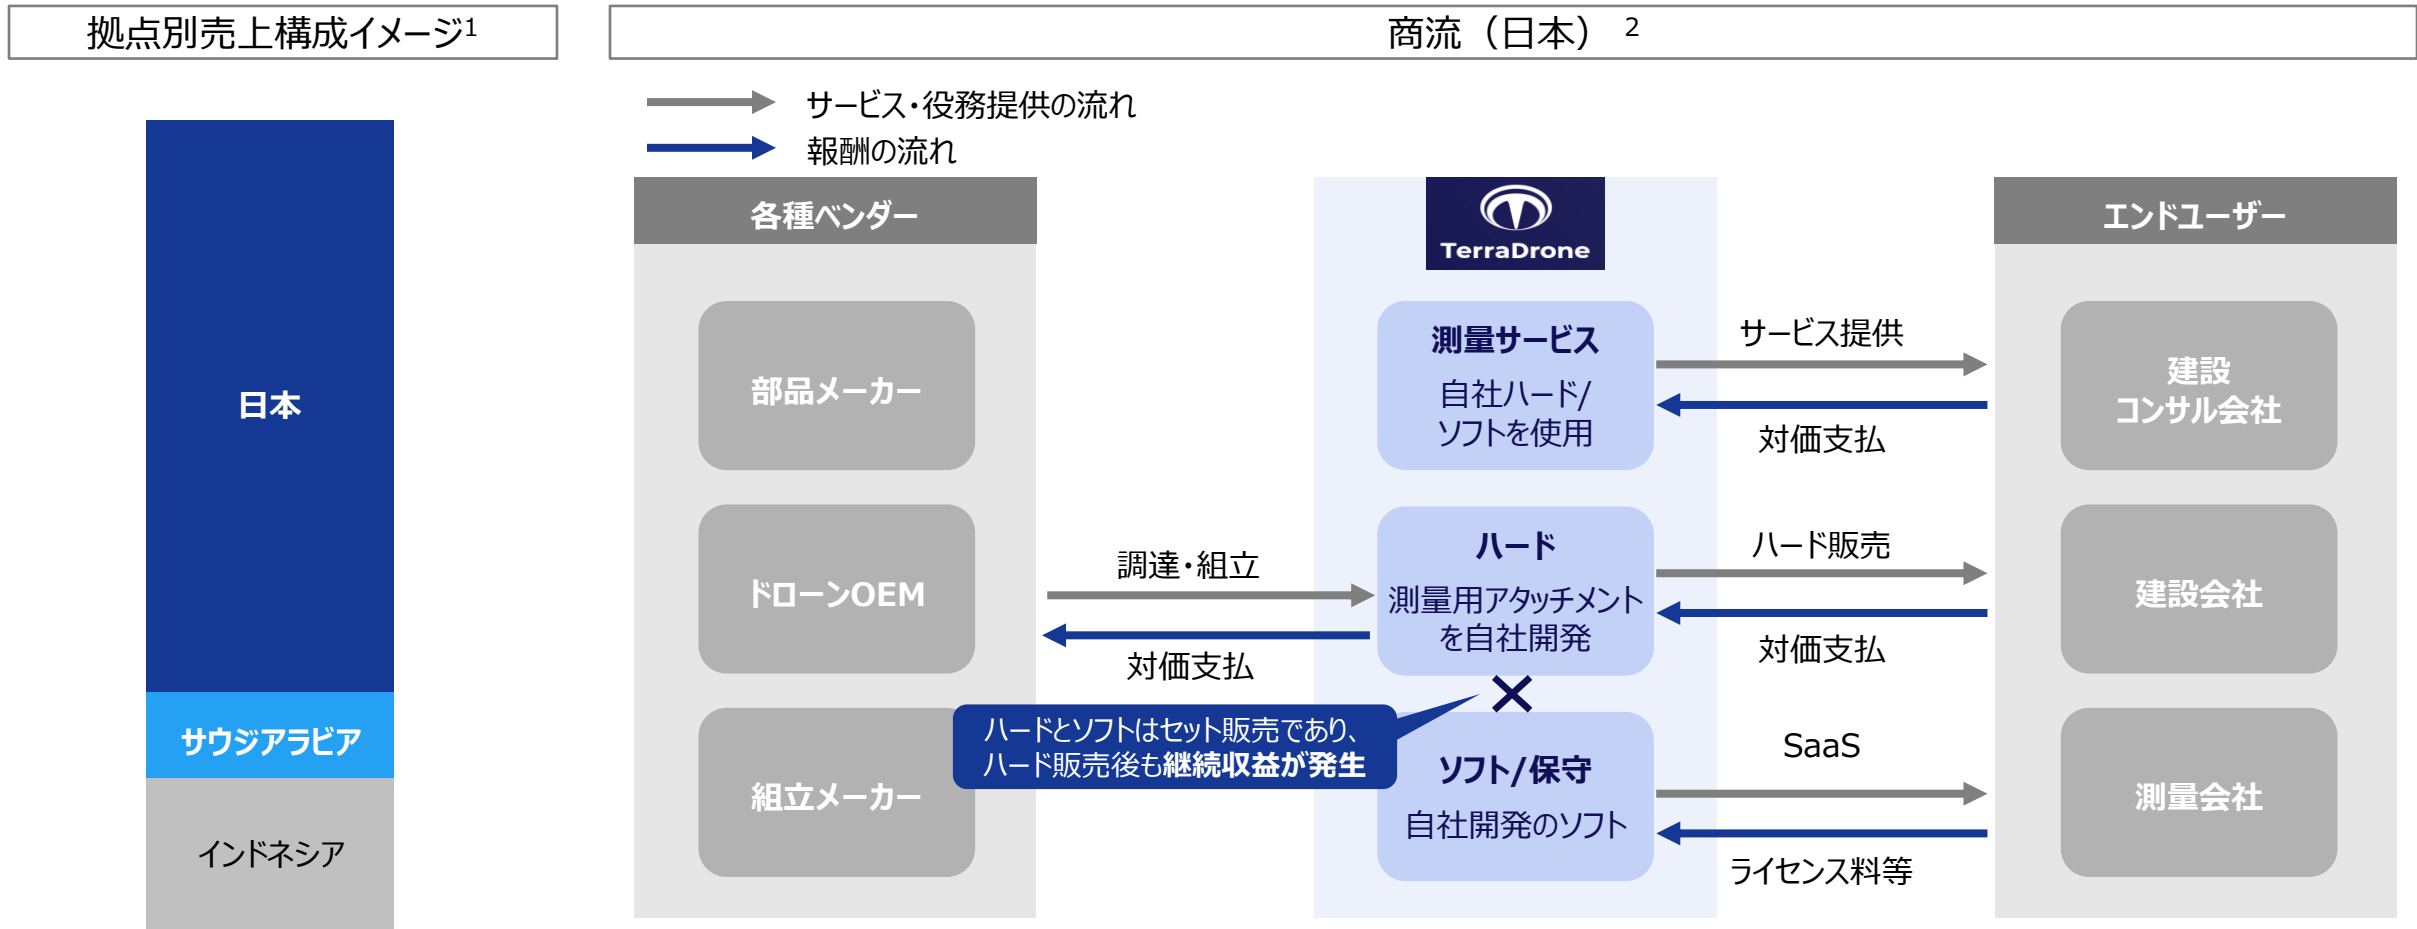 拠点別売上構成イメージ1
商流（日本） 2
サービス・役務提供の流れ
報酬の流れ
日本
サウジアラビア
インドネシア
各種ベンダー
部品メーカー
ドローンOEM
組立メーカー
調達・組立
対価支払
TerraDrone
測量サービス
自社ハード/
ソフトを使用
ハード
測量用アタッチメント
を自社開発
ハードとソフトはセット販売であり、
ハード販売後も継続収益が発生
ソフト/保守
自社開発のソフト
サービス提供
対価支払
ハード販売
対価支払
SaaS
ライセンス料等
エンドユーザー
建設
コンサル会社
建設会社
測量会社